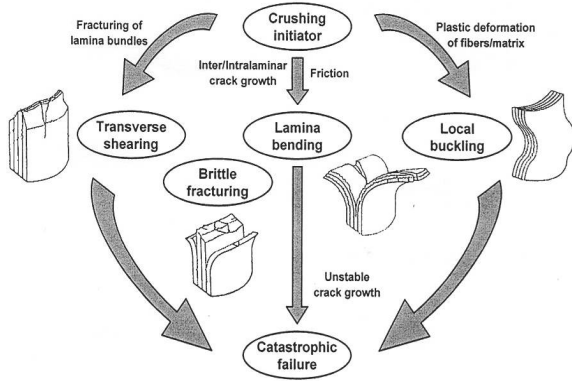 Fracturing of
lamina bundles
Crushing
initiator
Plastic deformation
of fibers/matrix
Inter/Intralaminar
crack growth
Friction
Transverse
shearing
Lamina
bending
Local
buckling
Brittle
fracturing
Unstable
crack growth
Catastrophic
failure